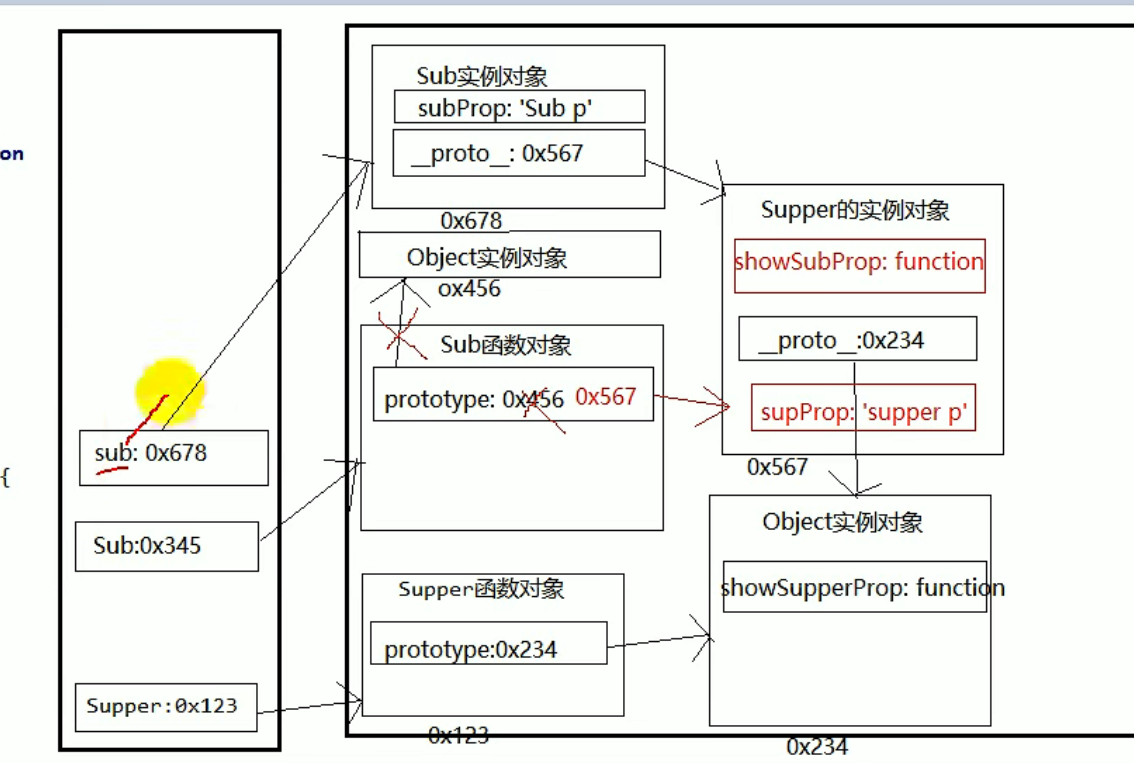 on
{
sub: 0x678
Sub:0x345
Supper:0x123
Sub实例对象
subProp: 'Sub p'
__proto__: 0x567
0x678
Object实例对象
ox456
Sub函数对象
prototype: 0x456 0x567
Supper函数对象
prototype:0x234
0x123
Supper的实例对象
showSubProp: function
__proto__:0x234
supProp: 'supper p'
0x567
Object实例对象
showSupperProp: function
0x234